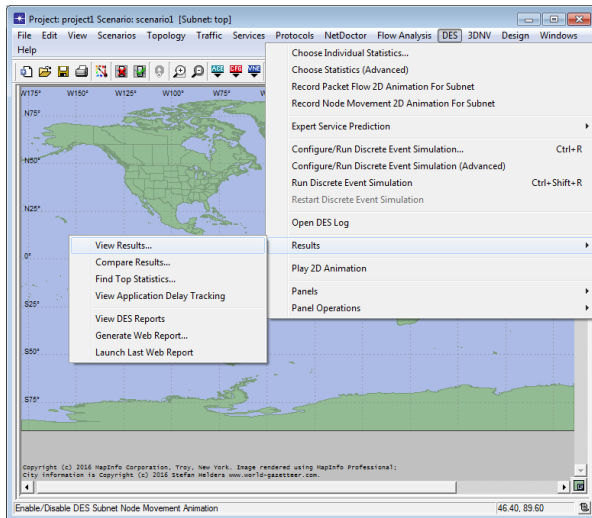 Project: project1 Scenario: scenario1 [Subnet: top]
File Edit View Scenarios Topology Traffic Services Protocols NetDoctor Flow Analysis DES 3DNV Design Windows
Help
Choose Individual Statistics...
Choose Statistics (Advanced)
Record Packet Flow 2D Animation For Subnet
Record Node Movement 2D Animation For Subnet
Expert Service Prediction
Configure/Run Discrete Event Simulation... Ctrl+R
Configure/Run Discrete Event Simulation (Advanced)
Run Discrete Event Simulation Ctrl+Shift+R
Restart Discrete Event Simulation
Open DES Log
Results
Play 2D Animation
Panels
Panel Operations
View Results...
Compare Results...
Find Top Statistics...
View Application Delay Tracking
View DES Reports
Generate Web Report...
Launch Last Web Report
W175° W150° W125° W100° W75°
N75°
N50°
N25°
0°
S25°
S50°
S75°
Copyright (c) 2016 MapInfo Corporation, Troy, New York. Image rendered using MapInfo Professional;
City information is Copyright (c) 2016 Stefan Helders www.world-gazetteer.com.
Enable/Disable DES Subnet Node Movement Animation 46.40, 89.60